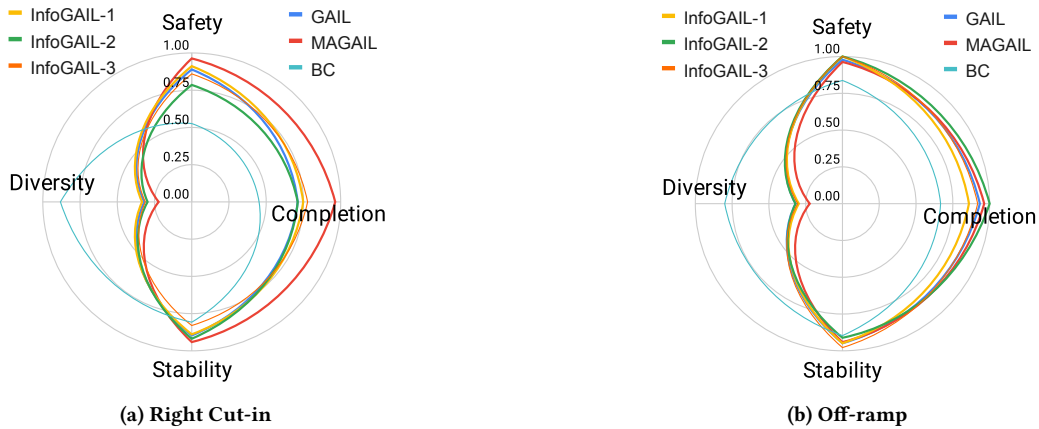 InfoGAIL-1
InfoGAIL-2
InfoGAIL-3
GAIL
MAGAIL
BC
Safety
1.00
0.75
0.50
0.25
0.00
Diversity
Completion
Stability
(a) Right Cut-in
InfoGAIL-1
InfoGAIL-2
InfoGAIL-3
GAIL
MAGAIL
BC
Safety
1.00
0.75
0.50
0.25
0.00
Diversity
Completion
Stability
(b) Off-ramp